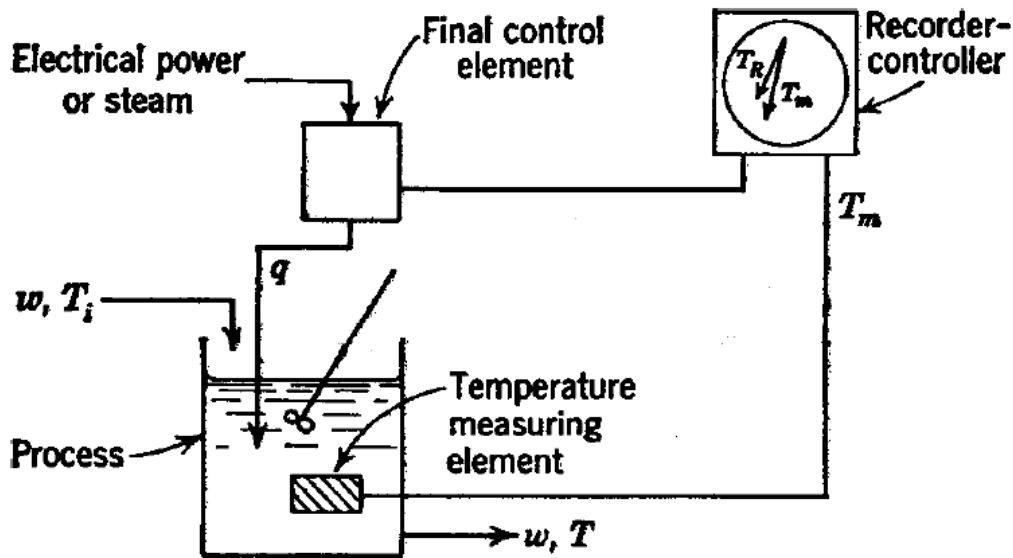 Electrical power
or steam
Final control
element
Recorder-
controller
T_R
T_m
T_m
q
w, T_i
Temperature
measuring
element
Process
w, T